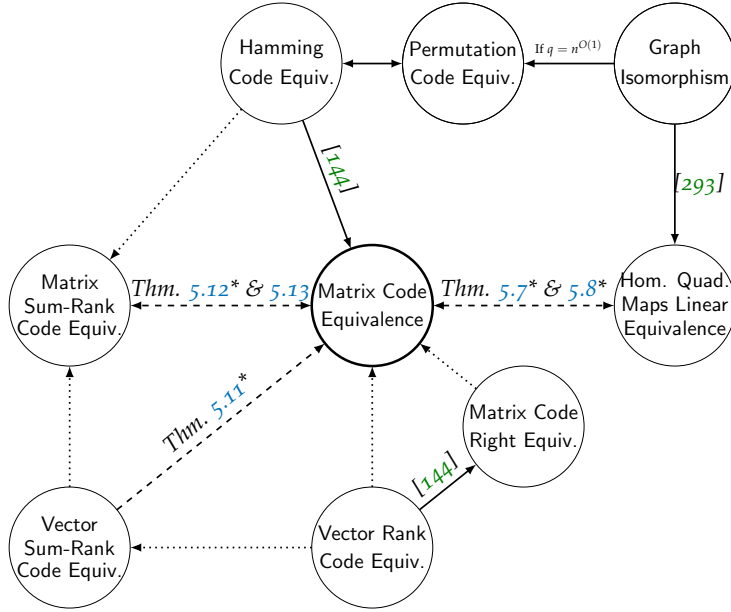 Hamming
Code Equiv.
Permutation
Code Equiv.
If q = n^{O(1)}
Graph
Isomorphism
[144]
[293]
Matrix
Sum-Rank
Code Equiv.
Thm. 5.12* & 5.13
Matrix Code
Equivalence
Thm. 5.7* & 5.8*
Hom. Quad.
Maps Linear
Equivalence
Thm. 5.11*
Matrix Code
Right Equiv.
[144]
Vector
Sum-Rank
Code Equiv.
Vector Rank
Code Equiv.